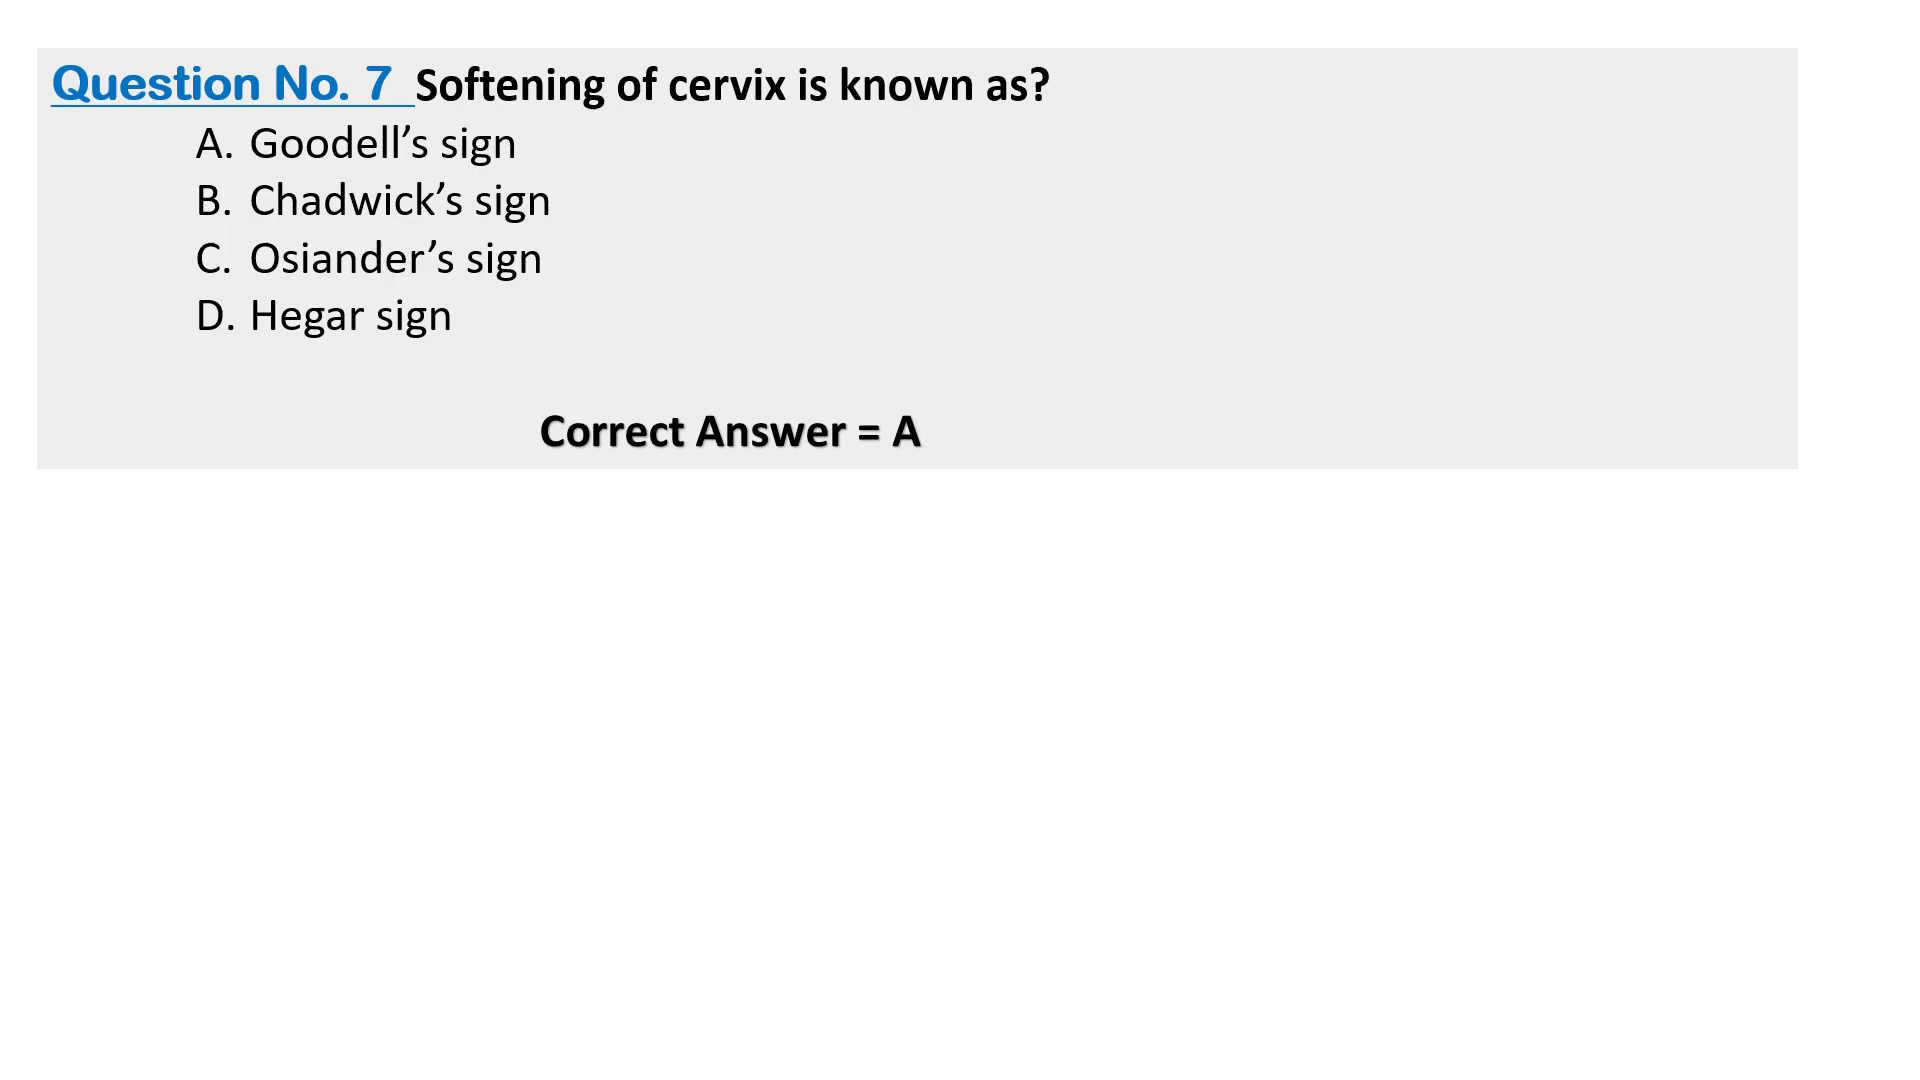 Question No. 7 Softening of cervix is known as?
A. Goodell’s sign
B. Chadwick’s sign
C. Osiander’s sign
D. Hegar sign
Correct Answer = A